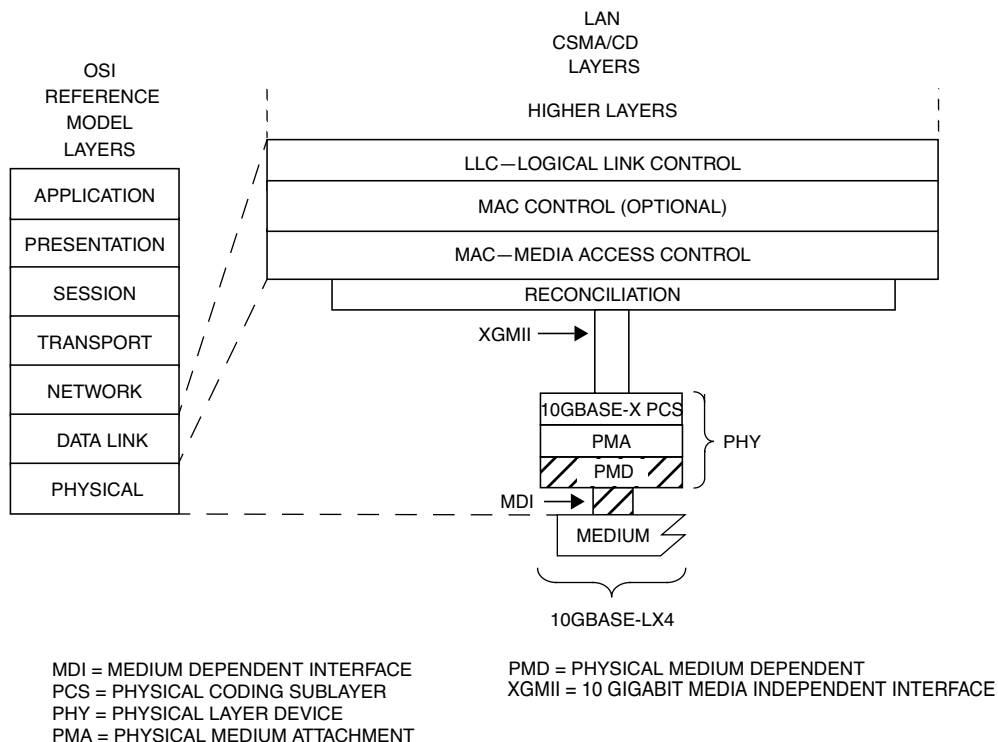 LAN
CSMA/CD
LAYERS
OSI
REFERENCE
MODEL
LAYERS
HIGHER LAYERS
LLC—LOGICAL LINK CONTROL
MAC CONTROL (OPTIONAL)
MAC—MEDIA ACCESS CONTROL
RECONCILIATION
APPLICATION
PRESENTATION
SESSION
TRANSPORT
NETWORK
DATA LINK
PHYSICAL
XGMII
10GBASE-X PCS
PMA
PMD
PHY
MDI
MEDIUM
10GBASE-LX4
MDI = MEDIUM DEPENDENT INTERFACE
PCS = PHYSICAL CODING SUBLAYER
PHY = PHYSICAL LAYER DEVICE
PMA = PHYSICAL MEDIUM ATTACHMENT
PMD = PHYSICAL MEDIUM DEPENDENT
XGMII = 10 GIGABIT MEDIA INDEPENDENT INTERFACE